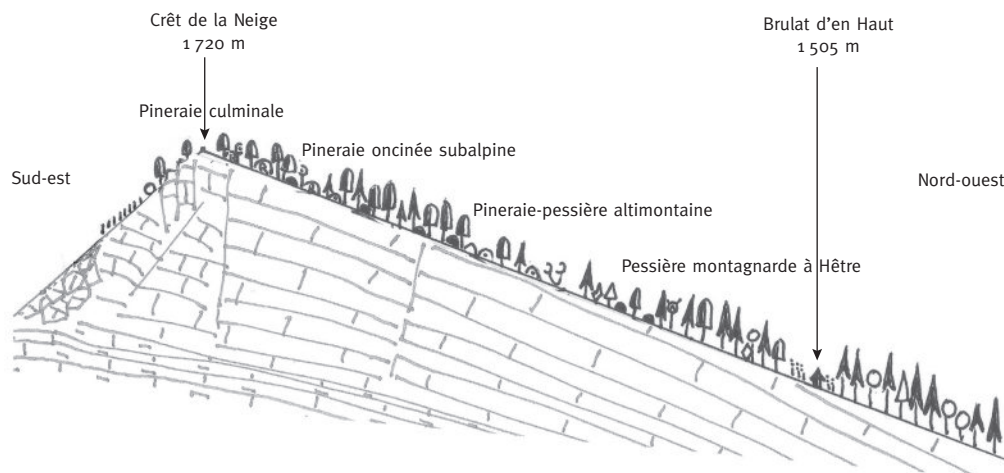 Crêt de la Neige
1 720 m
Brulat d'en Haut
1 505 m
Pineraie culminale
Pineraie oncinée subalpine
Sud-est
Nord-ouest
Pineraie-pessière altimontaine
Pessière montagnarde à Hêtre